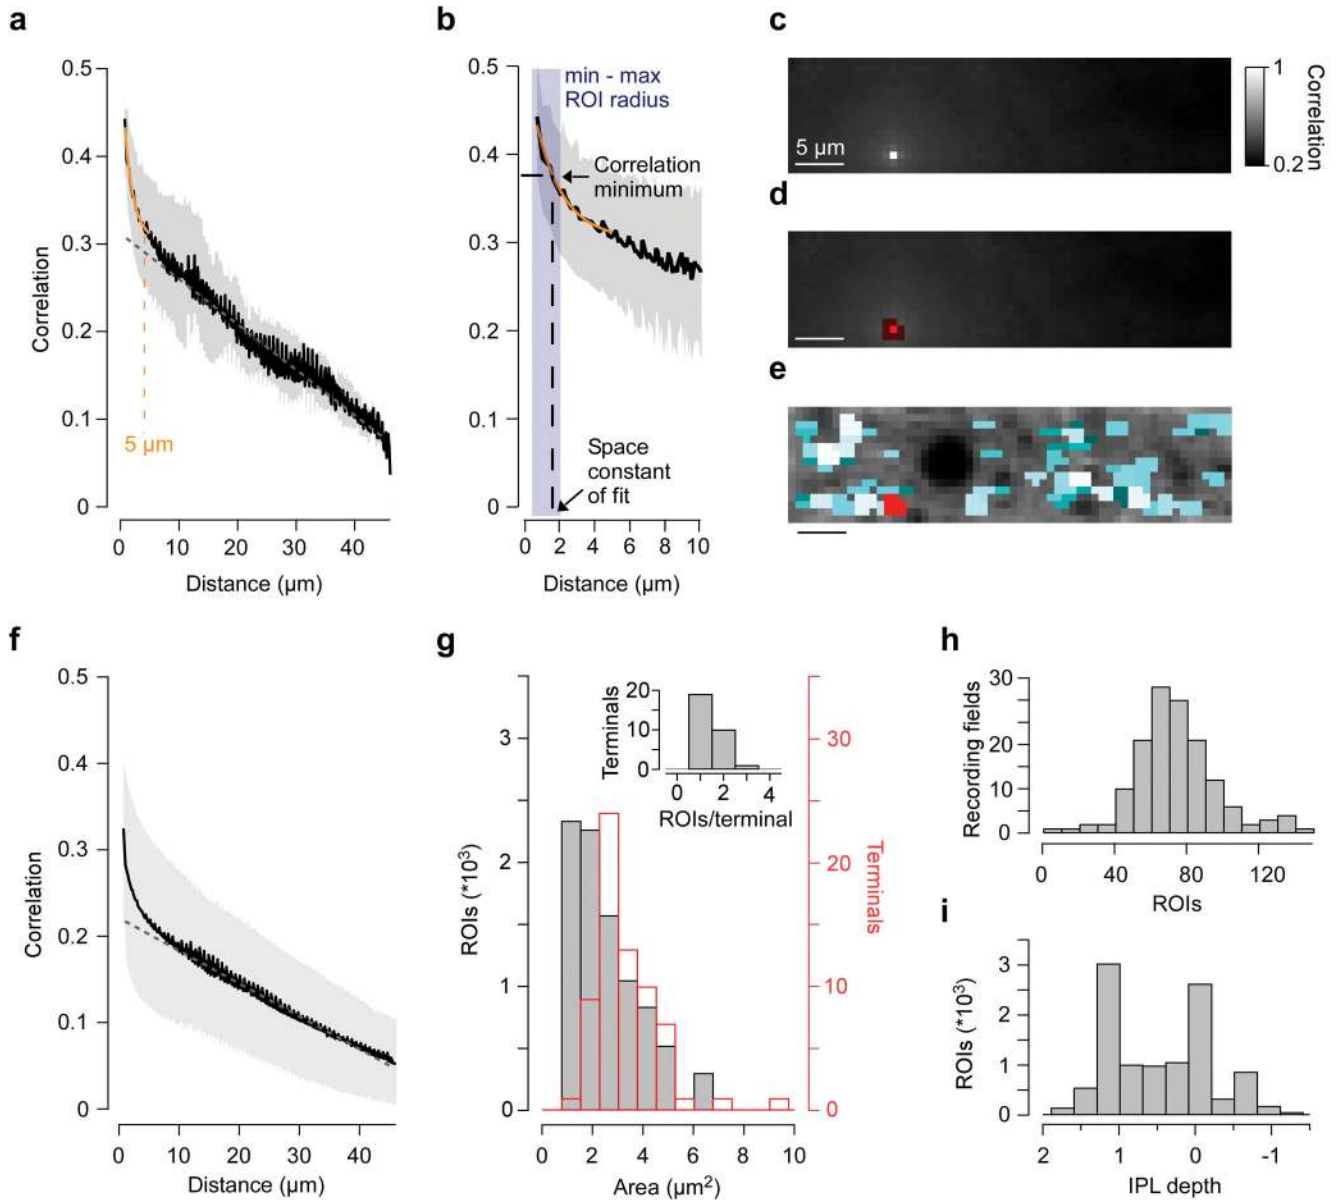 a
0.5
0.4
0.3
0.2
0.1
0
Correlation
5 µm
0
10
20
30
40
Distance (µm)
b
0.5
0.4
0.3
0.2
0.1
0
min - max
ROI radius
Correlation
minimum
Space
constant
of fit
0
2
4
6
8
10
Distance (µm)
c
5 µm
1
0.2
Correlation
d
e
f
0.5
0.4
0.3
0.2
0.1
0
Correlation
0
10
20
30
40
Distance (µm)
g
3
2
1
0
ROIs (*10³)
Terminals
20
10
0
0
2
4
ROIs/terminal
30
20
10
0
Terminals
0
2
4
6
8
10
Area (µm²)
h
Recording fields
30
20
10
0
0
40
80
120
ROIs
i
ROIs (*10³)
3
2
1
0
2
1
0
-1
IPL depth